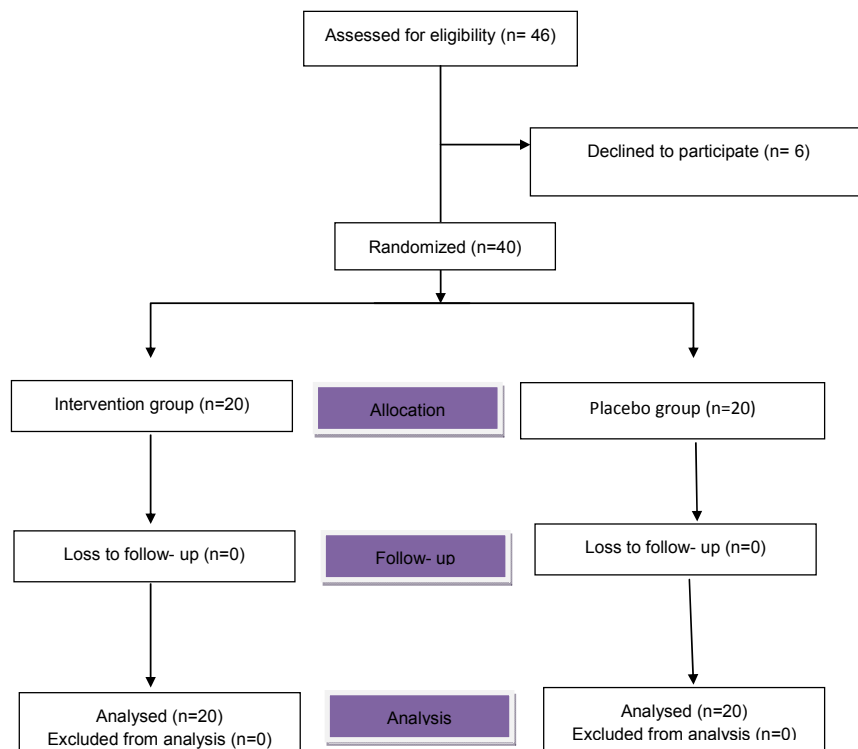 Assessed for eligibility (n= 46)
Declined to participate (n= 6)
Randomized (n=40)
Intervention group (n=20)
Allocation
Placebo group (n=20)
Loss to follow- up (n=0)
Follow- up
Loss to follow- up (n=0)
Analysed (n=20)
Excluded from analysis (n=0)
Analysis
Analysed (n=20)
Excluded from analysis (n=0)